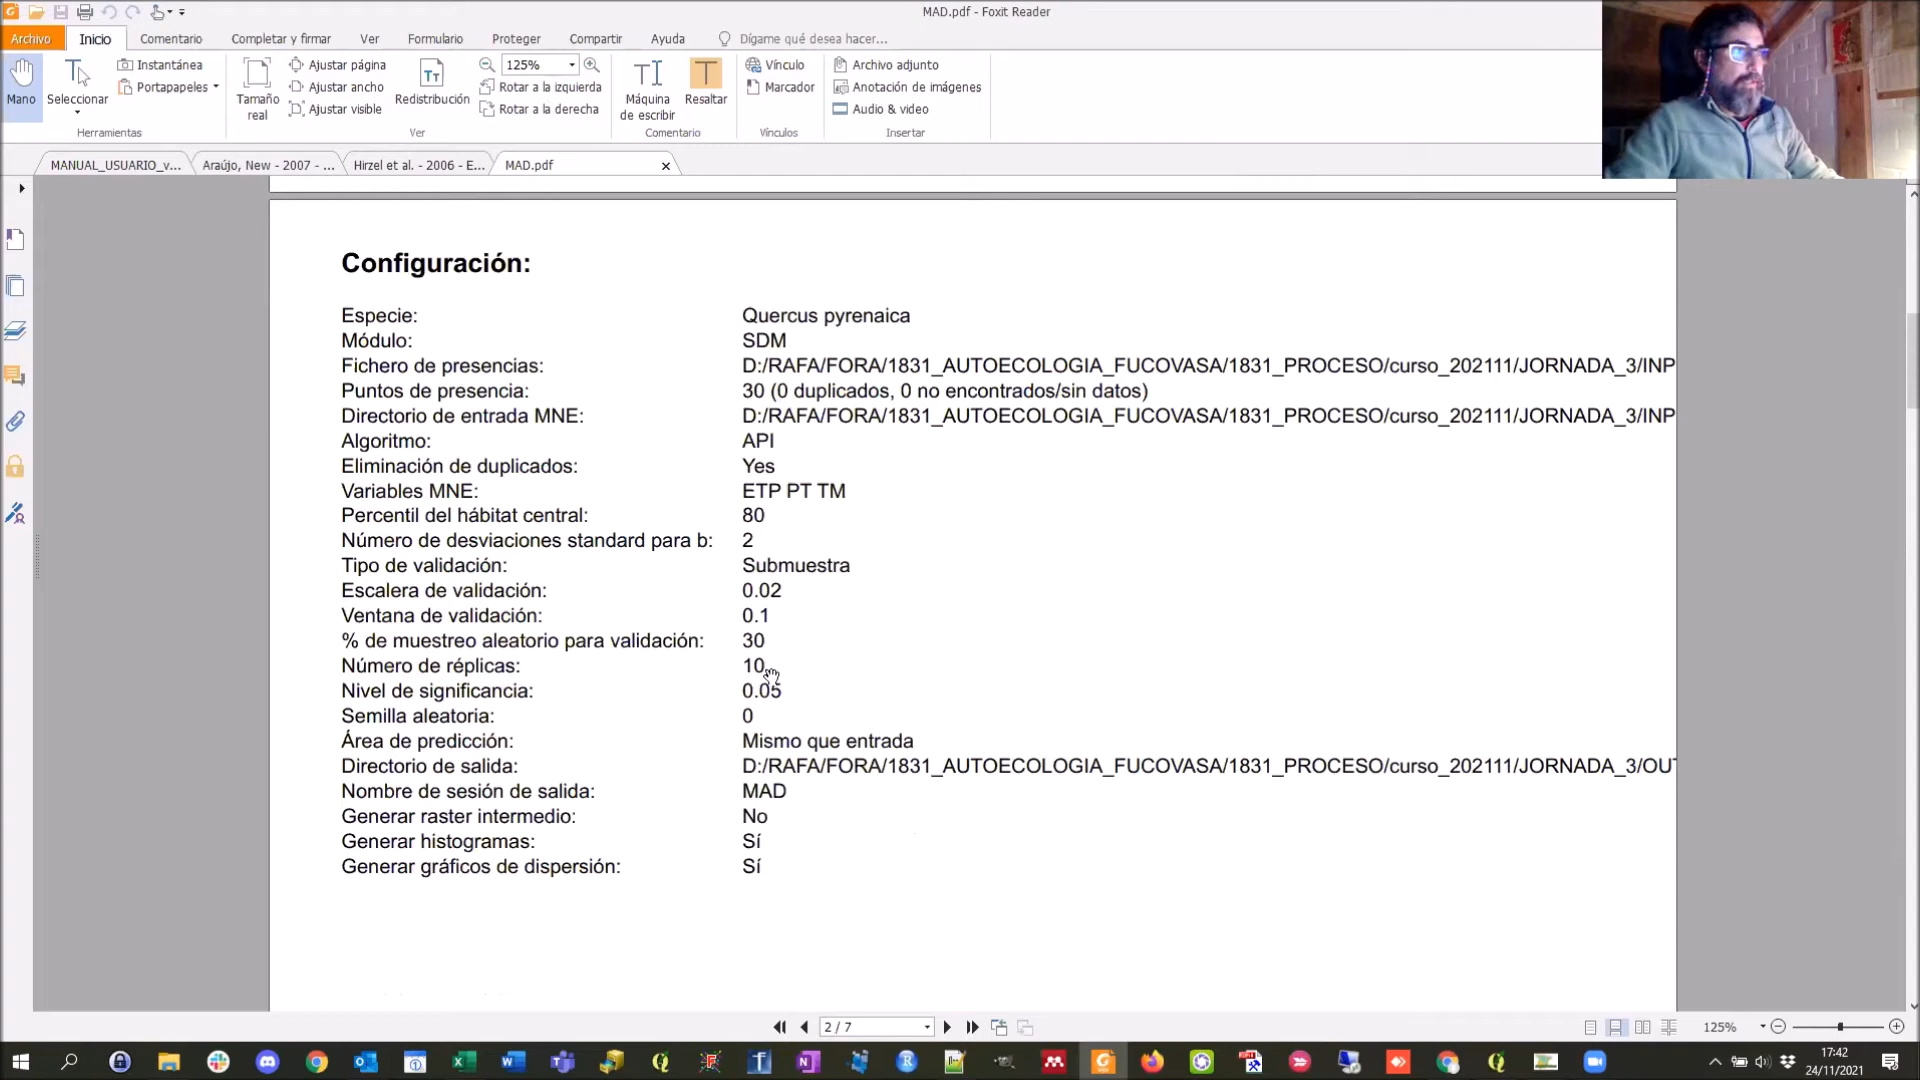 MAD.pdf - Foxit Reader
Archivo Inicio Comentario Completar y firmar Ver Formulario Proteger Compartir Ayuda Dígame qué desea hacer...
Mano
Seleccionar
Instantánea
Portapapeles
Herramientas
Tamaño real
Ajustar página
Ajustar ancho
Ajustar visible
Redistribución
125%
Rotar a la izquierda
Rotar a la derecha
Ver
Máquina de escribir
Resaltar
Comentario
Vínculo
Marcador
Vínculos
Archivo adjunto
Anotación de imágenes
Audio & video
Insertar
MANUAL_USUARIO_v... Araújo, New - 2007 - ... Hirzel et al. - 2006 - E... MAD.pdf
Configuración:
Especie: Quercus pyrenaica
Módulo: SDM
Fichero de presencias: D:/RAFA/FORA/1831_AUTOECOLOGIA_FUCOVASA/1831_PROCESO/curso_202111/JORNADA_3/INP
Puntos de presencia: 30 (0 duplicados, 0 no encontrados/sin datos)
Directorio de entrada MNE: D:/RAFA/FORA/1831_AUTOECOLOGIA_FUCOVASA/1831_PROCESO/curso_202111/JORNADA_3/INP
Algoritmo: API
Eliminación de duplicados: Yes
Variables MNE: ETP PT TM
Percentil del hábitat central: 80
Número de desviaciones standard para b: 2
Tipo de validación: Submuestra
Escalera de validación: 0.02
Ventana de validación: 0.1
% de muestreo aleatorio para validación: 30
Número de réplicas: 10
Nivel de significancia: 0.05
Semilla aleatoria: 0
Área de predicción: Mismo que entrada
Directorio de salida: D:/RAFA/FORA/1831_AUTOECOLOGIA_FUCOVASA/1831_PROCESO/curso_202111/JORNADA_3/OUT
Nombre de sesión de salida: MAD
Generar raster intermedio: No
Generar histogramas: Sí
Generar gráficos de dispersión: Sí
2 / 7
125%
17:42
24/11/2021